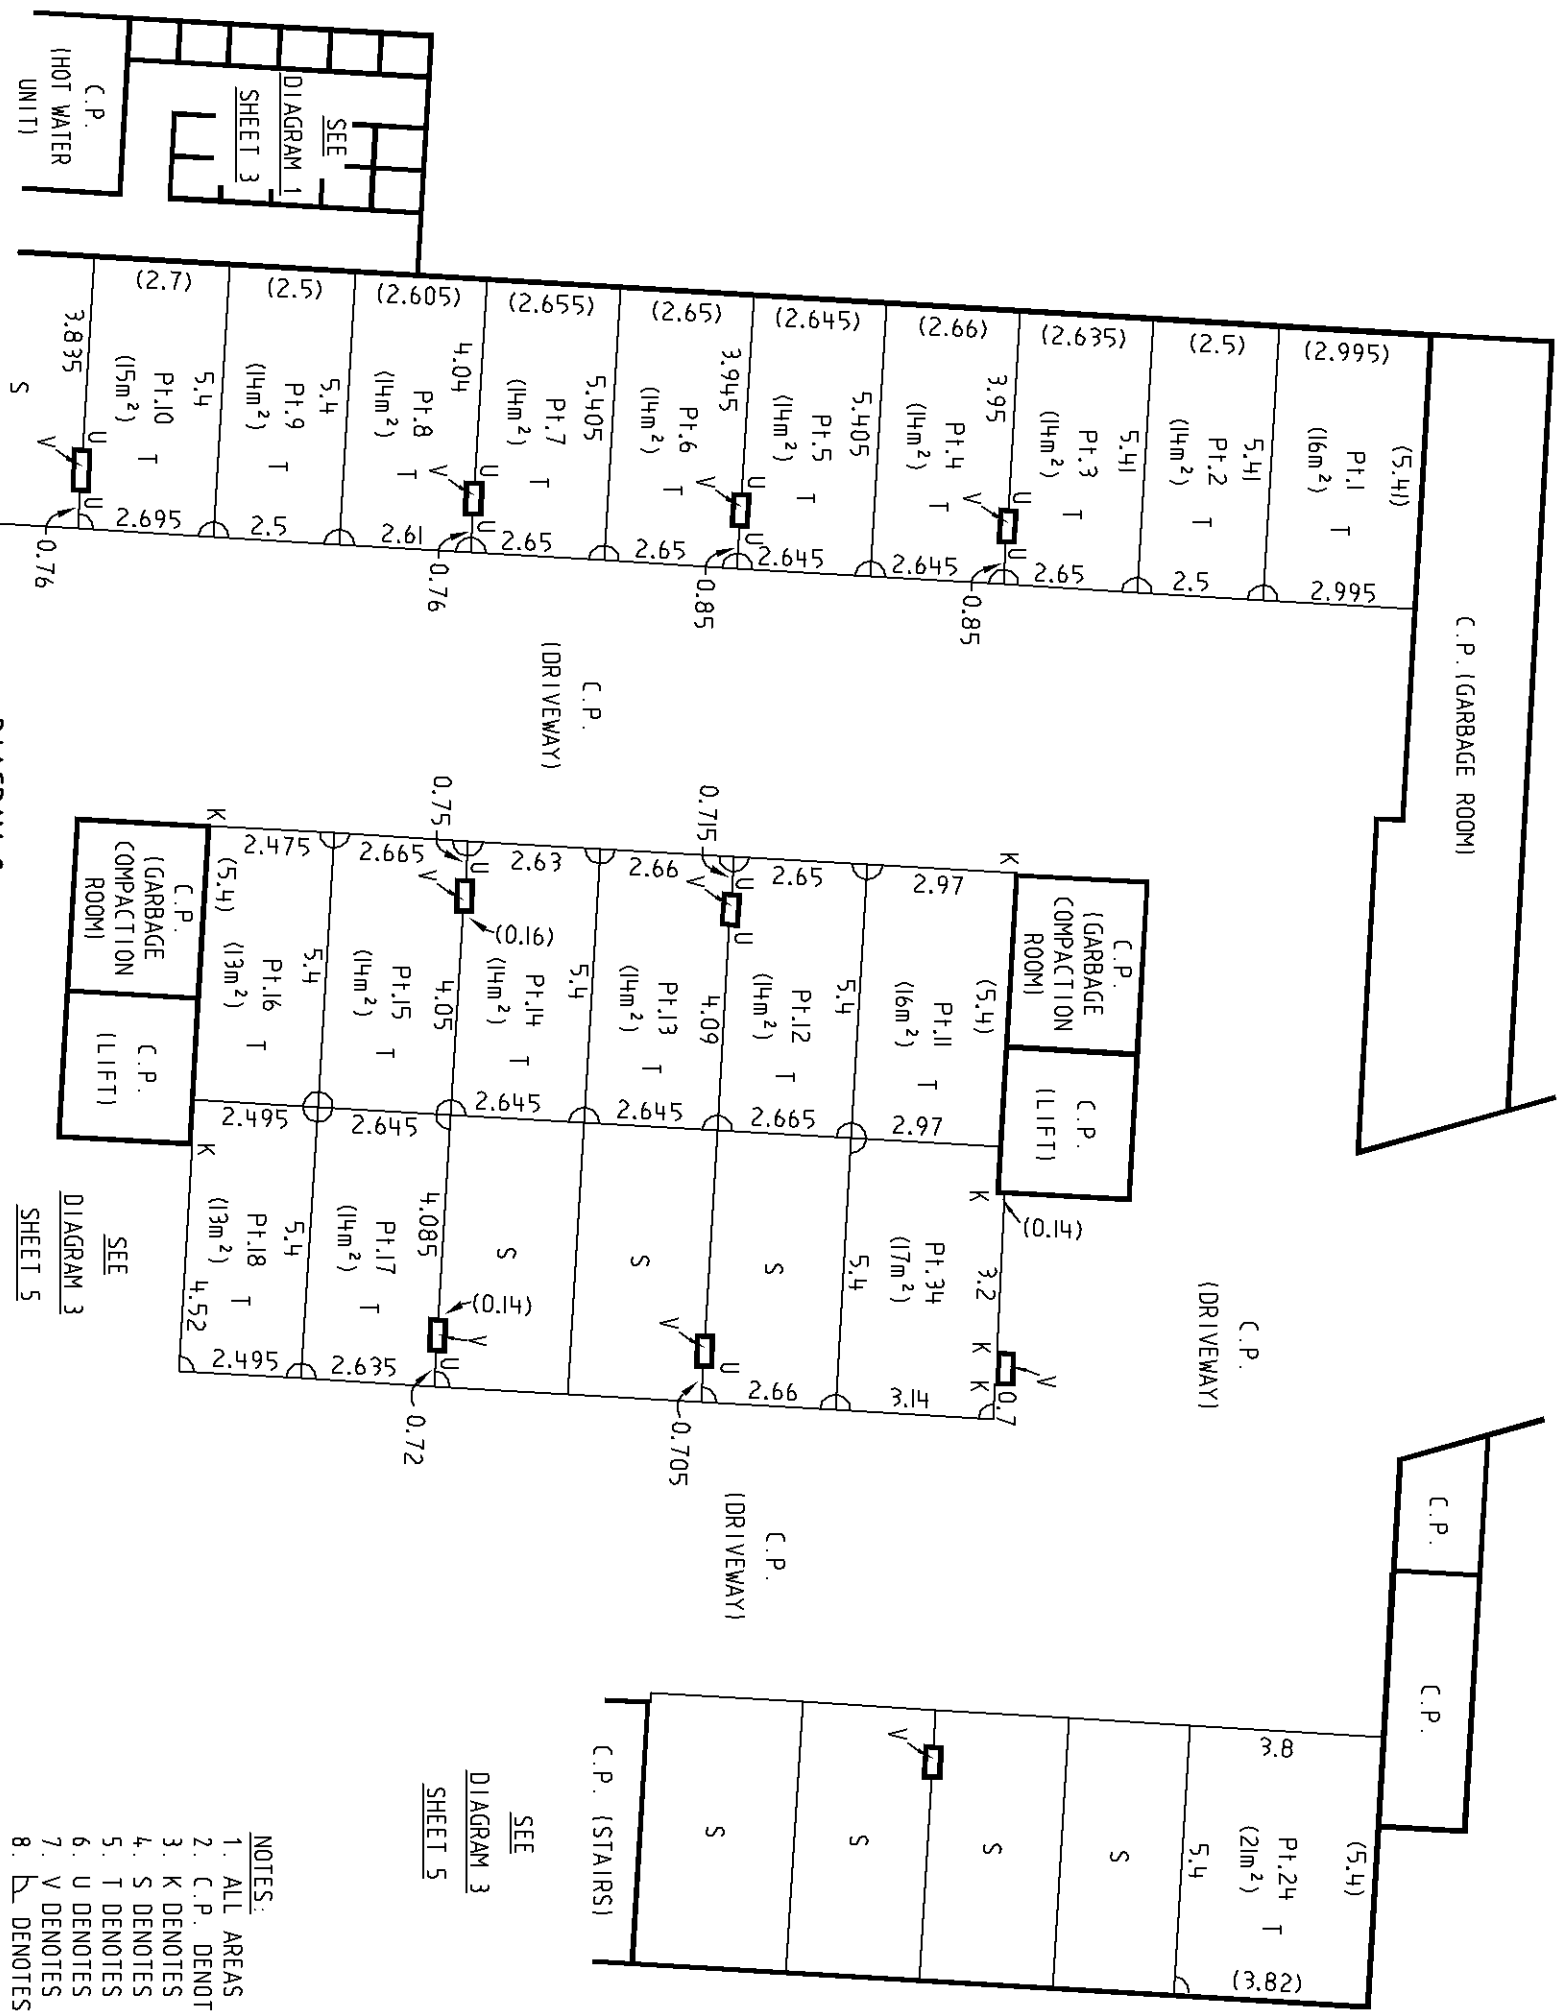 C.P. (GARBAGE ROOM)
(2.995)
(5.41)
Pt.1 T
(16m²)
2.995
(2.5)
5.41
Pt.2 T
(14m²)
2.5
(2.635)
5.41
Pt.3 T
(14m²)
2.65
3.95
U
V
U
0.85
(2.66)
Pt.4 T
(14m²)
2.645
(2.645)
5.405
Pt.5 T
(14m²)
2.645
3.945
U
V
U
0.85
(2.65)
Pt.6 T
(14m²)
2.65
(2.655)
5.405
Pt.7 T
(14m²)
2.65
4.04
U
V
U
0.76
(2.605)
Pt.8 T
(14m²)
2.61
(2.5)
5.4
Pt.9 T
(14m²)
2.5
(2.7)
5.4
Pt.10 T
(15m²)
2.695
3.835
U
V
U
0.76
S
SEE
DIAGRAM 1
SHEET 3
C.P.
(HOT WATER
UNIT)
C.P.
(DRIVEWAY)
C.P.
(GARBAGE
COMPACTION
ROOM)
C.P.
(LIFT)
K
2.97
(5.4)
Pt.11 T
(16m²)
2.97
2.65
5.4
Pt.12 T
(14m²)
2.665
0.715
U
V
U
4.09
2.66
Pt.13 T
(14m²)
2.645
2.63
5.4
Pt.14 T
(14m²)
2.645
0.75
U
V
(0.16)
4.05
2.665
Pt.15 T
(14m²)
2.645
2.475
5.4
Pt.16 T
(13m²)
2.495
K
(5.4)
C.P.
(GARBAGE
COMPACTION
ROOM)
C.P.
(LIFT)
K
K
(0.14)
3.2
K
V
K
0.7
Pt.34
(17m²)
3.14
5.4
S
2.66
V
U
0.705
S
S
4.085
(0.14)
V
U
0.72
Pt.17 T
(14m²)
2.635
5.4
Pt.18 T
(13m²)
2.495
4.52
SEE
DIAGRAM 3
SHEET 5
C.P.
(DRIVEWAY)
C.P.
(DRIVEWAY)
C.P.
C.P.
3.8
(5.4)
Pt.24 T
(21m²)
(3.82)
5.4
S
S
V
S
S
C.P. (STAIRS)
SEE
DIAGRAM 3
SHEET 5
NOTES:
1. ALL AREAS
2. C.P. DENOT
3. K DENOTES
4. S DENOTES
5. T DENOTES
6. U DENOTES
7. V DENOTES
8. DENOTES